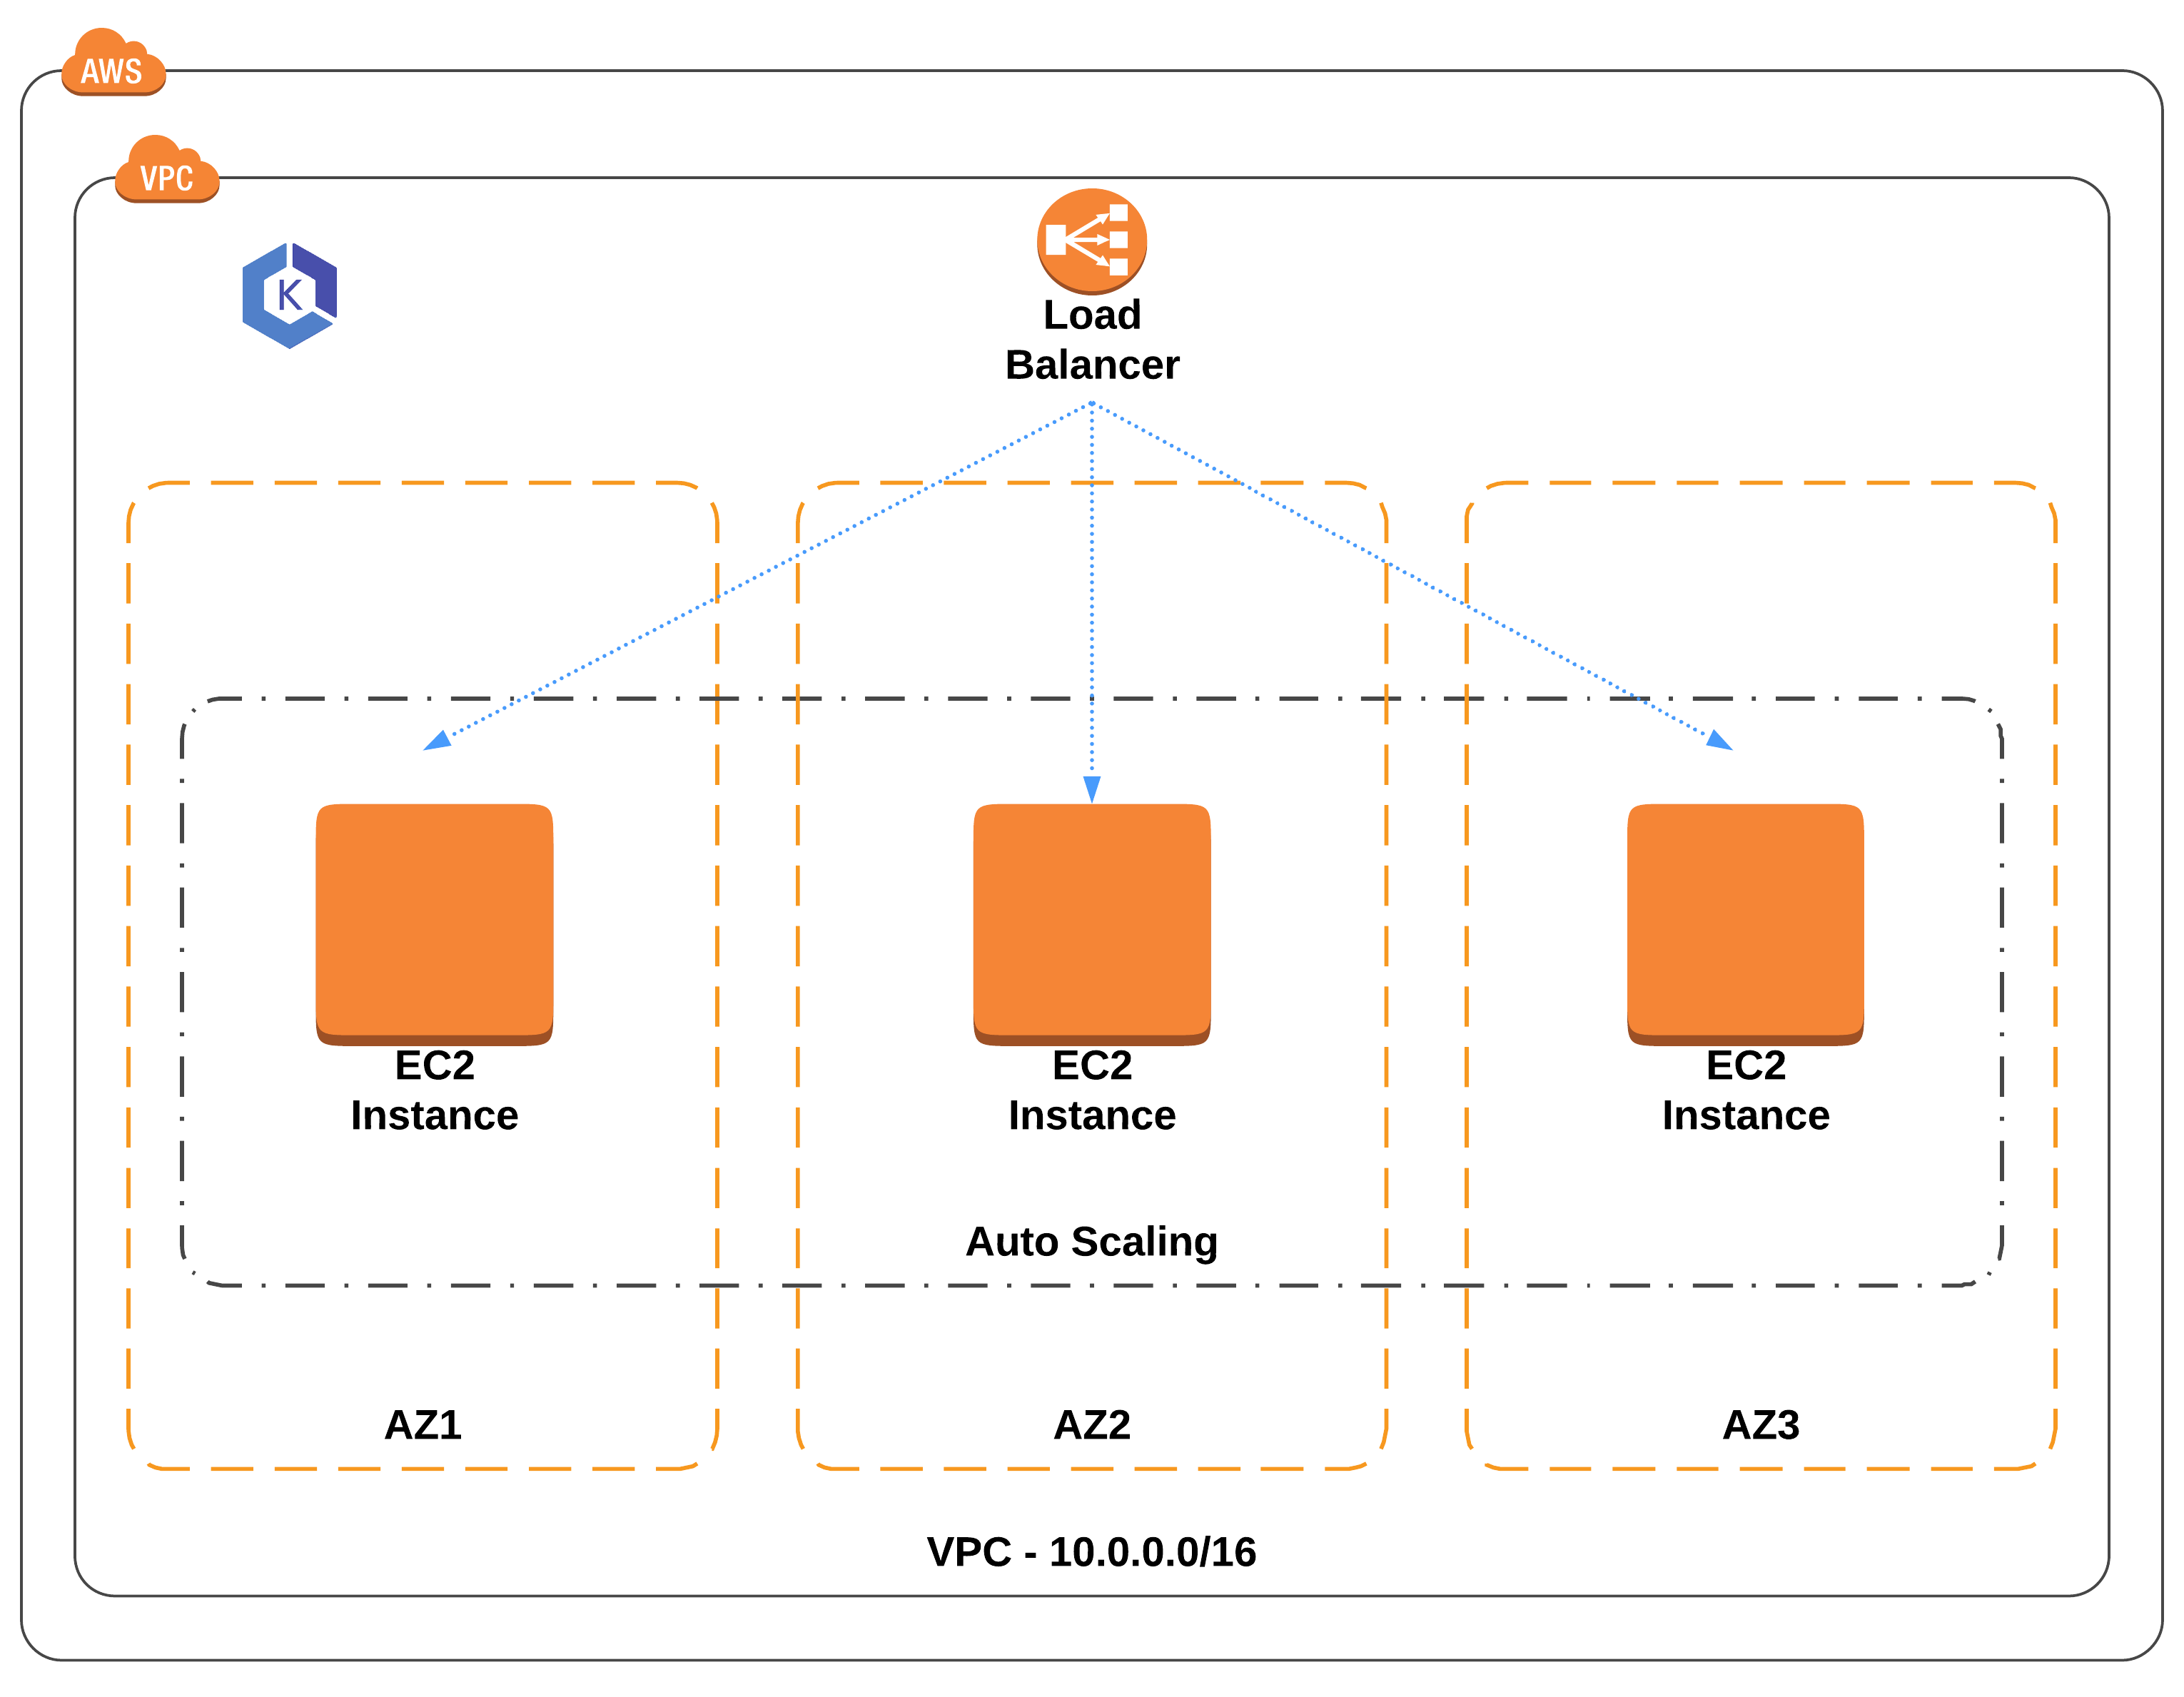 AWS
VPC
K
Load
Balancer
EC2
Instance
EC2
Instance
EC2
Instance
Auto Scaling
AZ1
AZ2
AZ3
VPC - 10.0.0.0/16